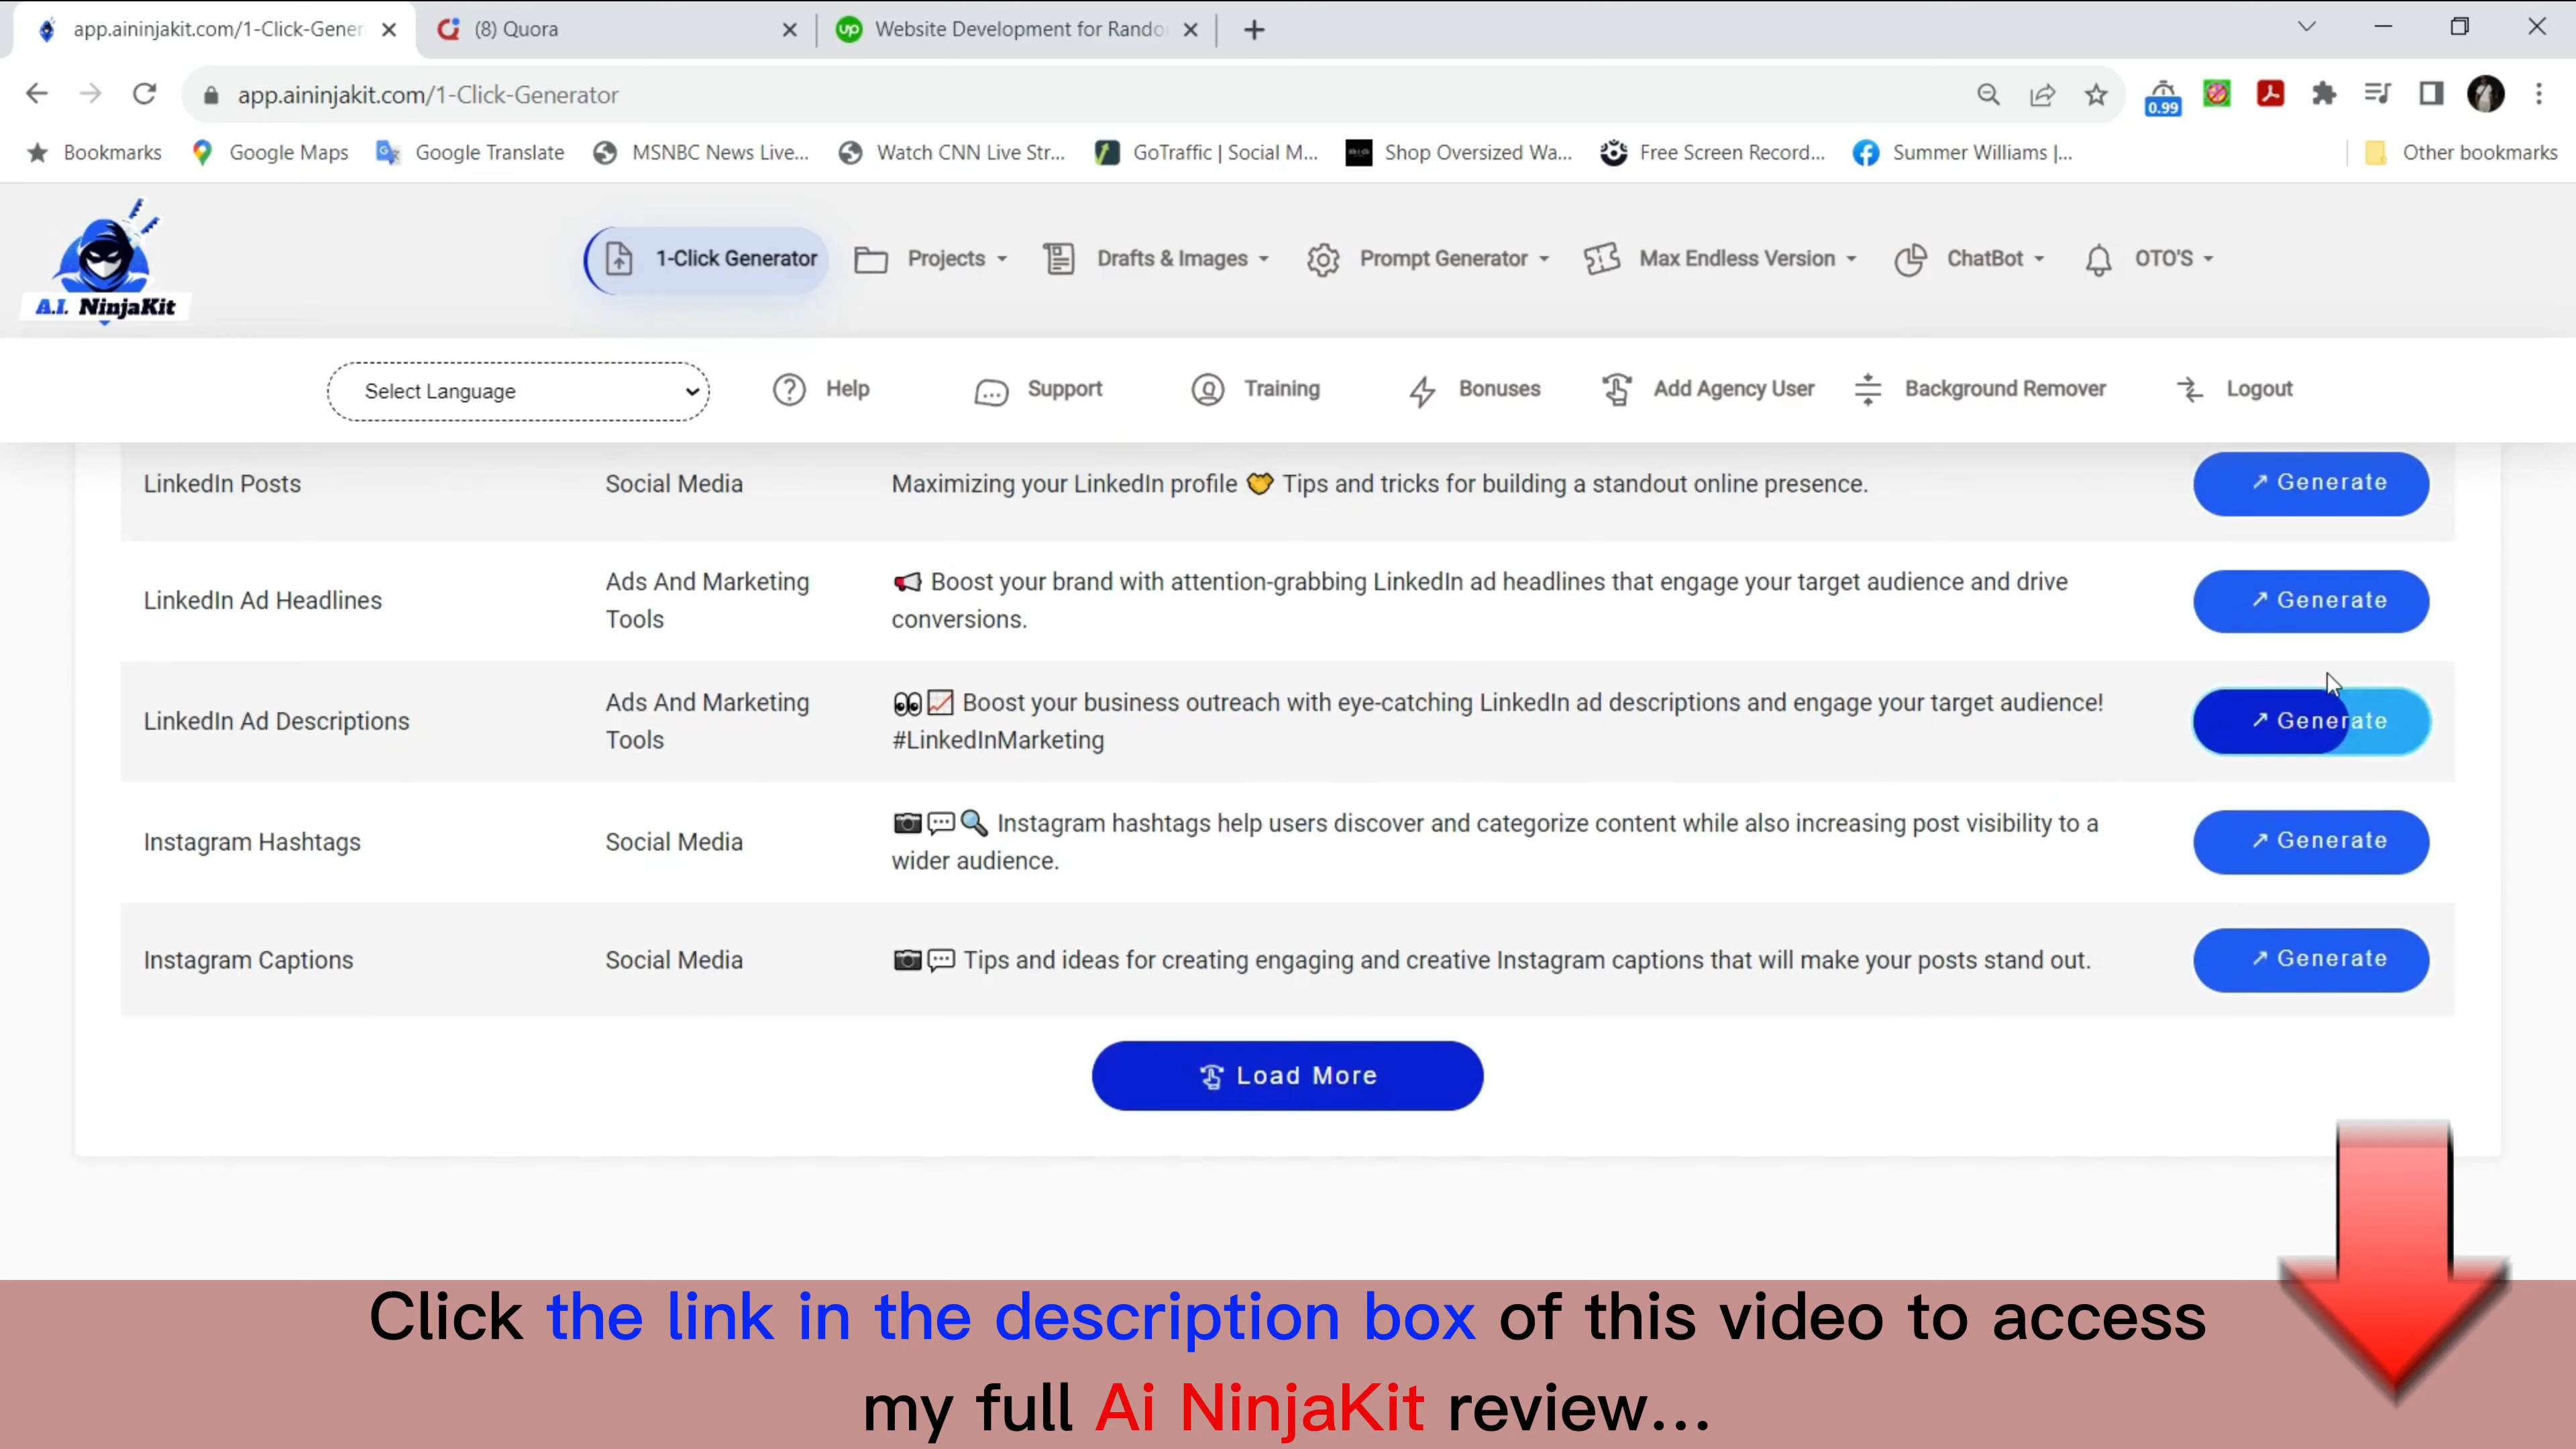 app.aininjakit.com/1-Click-Gener
(8) Quora
Website Development for Rando
app.aininjakit.com/1-Click-Generator
0.99
Bookmarks
Google Maps
Google Translate
MSNBC News Live...
Watch CNN Live Str...
GoTraffic | Social M...
Shop Oversized Wa...
Free Screen Record...
Summer Williams |...
Other bookmarks
A.I. NinjaKit
1-Click Generator
Projects
Drafts & Images
Prompt Generator
Max Endless Version
ChatBot
OTO'S
Select Language
Help
Support
Training
Bonuses
Add Agency User
Background Remover
Logout
LinkedIn Posts
Social Media
Maximizing your LinkedIn profile 🤝 Tips and tricks for building a standout online presence.
Generate
LinkedIn Ad Headlines
Ads And Marketing
Tools
📢 Boost your brand with attention-grabbing LinkedIn ad headlines that engage your target audience and drive
conversions.
Generate
LinkedIn Ad Descriptions
Ads And Marketing
Tools
👀📈 Boost your business outreach with eye-catching LinkedIn ad descriptions and engage your target audience!
#LinkedInMarketing
Generate
Instagram Hashtags
Social Media
📷💬🔍 Instagram hashtags help users discover and categorize content while also increasing post visibility to a
wider audience.
Generate
Instagram Captions
Social Media
📷💬 Tips and ideas for creating engaging and creative Instagram captions that will make your posts stand out.
Generate
Load More
Click the link in the description box of this video to access
my full Ai NinjaKit review...